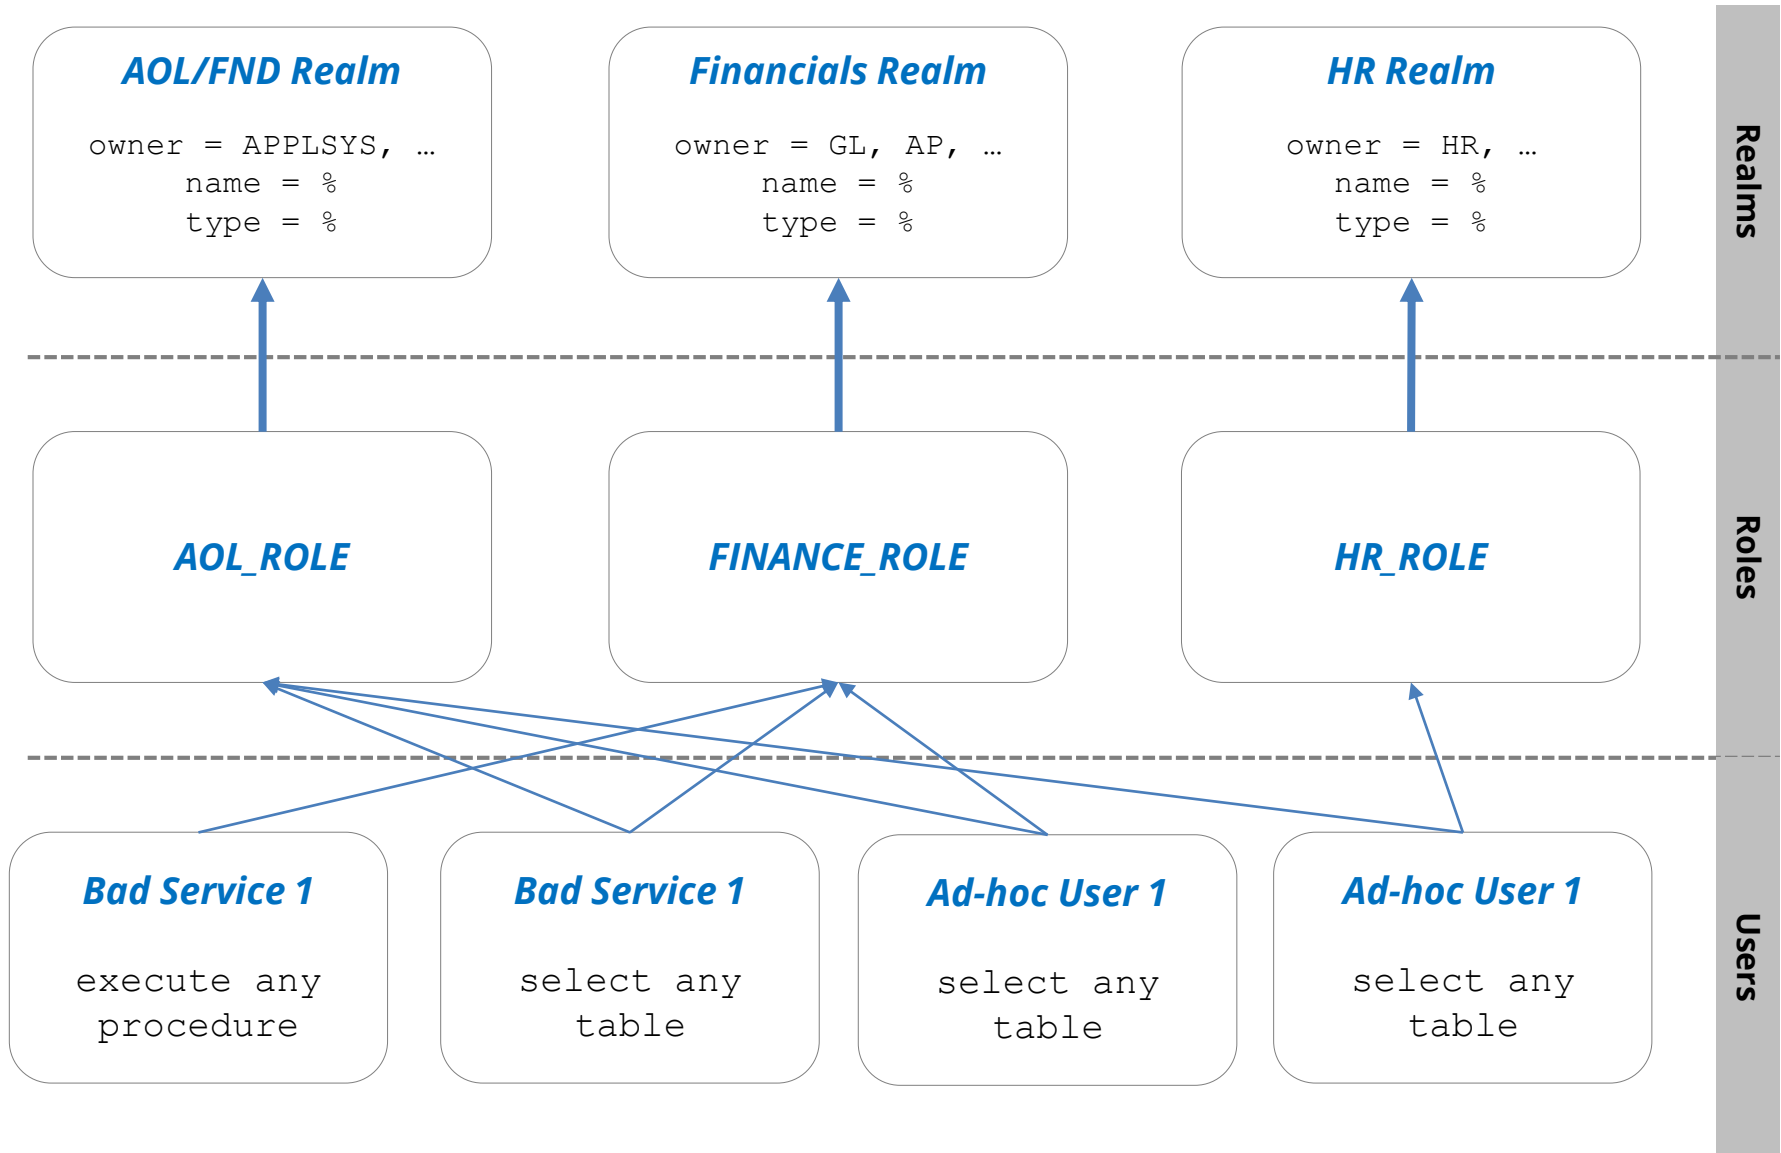 AOL/FND Realm
owner = APPLSYS, …
name = %
type = %
Financials Realm
owner = GL, AP, …
name = %
type = %
HR Realm
owner = HR, …
name = %
type = %
Realms
AOL_ROLE
FINANCE_ROLE
HR_ROLE
Roles
Bad Service 1
execute any
procedure
Bad Service 1
select any
table
Ad-hoc User 1
select any
table
Ad-hoc User 1
select any
table
Users